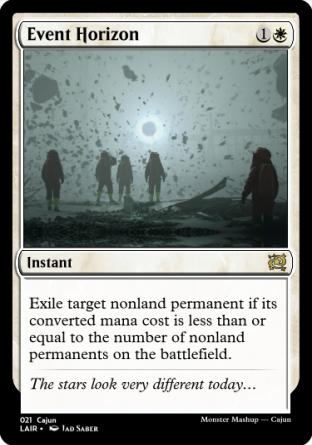 Event Horizon 1
Instant
Exile target nonland permanent if its
converted mana cost is less than or
equal to the number of nonland
permanents on the battlefield.
The stars look very different today…
021 Cajun
Monster Mashup — Cajun
LAIR • Jad Saber